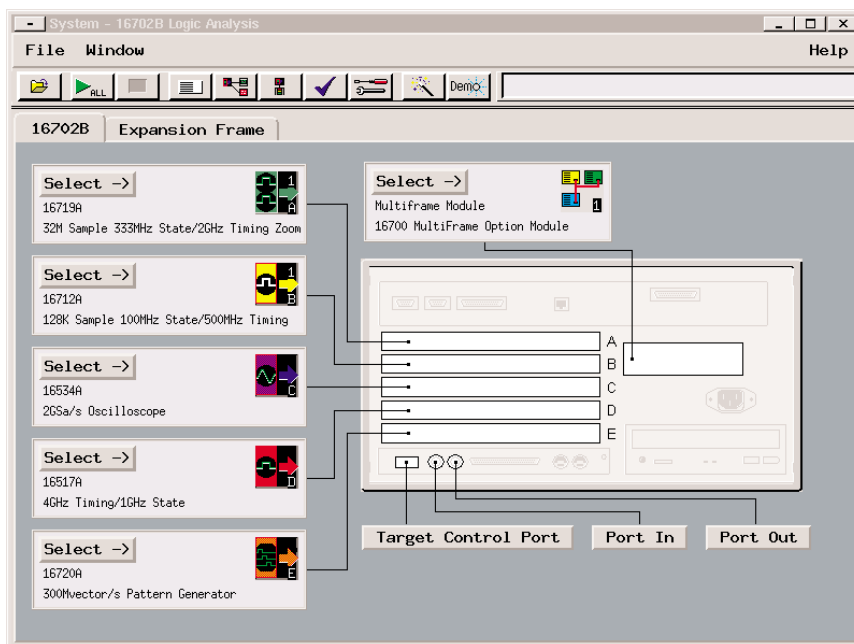 System - 16702B Logic Analysis
File Window Help
ALL Demo
16702B Expansion Frame
Select ->
1
A
16719A
32M Sample 333MHz State/2GHz Timing Zoom
Select ->
Multiframe Module
1
16700 MultiFrame Option Module
Select ->
1
B
16712A
128K Sample 100MHz State/500MHz Timing
Select ->
C
16534A
2GSa/s Oscilloscope
Select ->
D
16517A
4GHz Timing/1GHz State
Select ->
E
16720A
300Mvector/s Pattern Generator
A
B
C
D
E
Target Control Port Port In Port Out